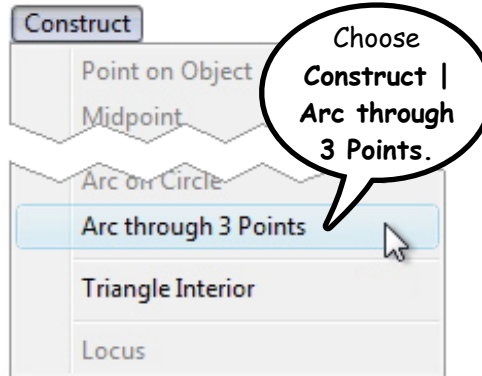 Construct
Point on Object
Midpoint
Arc on Circle
Arc through 3 Points
Triangle Interior
Locus
Choose
Construct |
Arc through
3 Points.